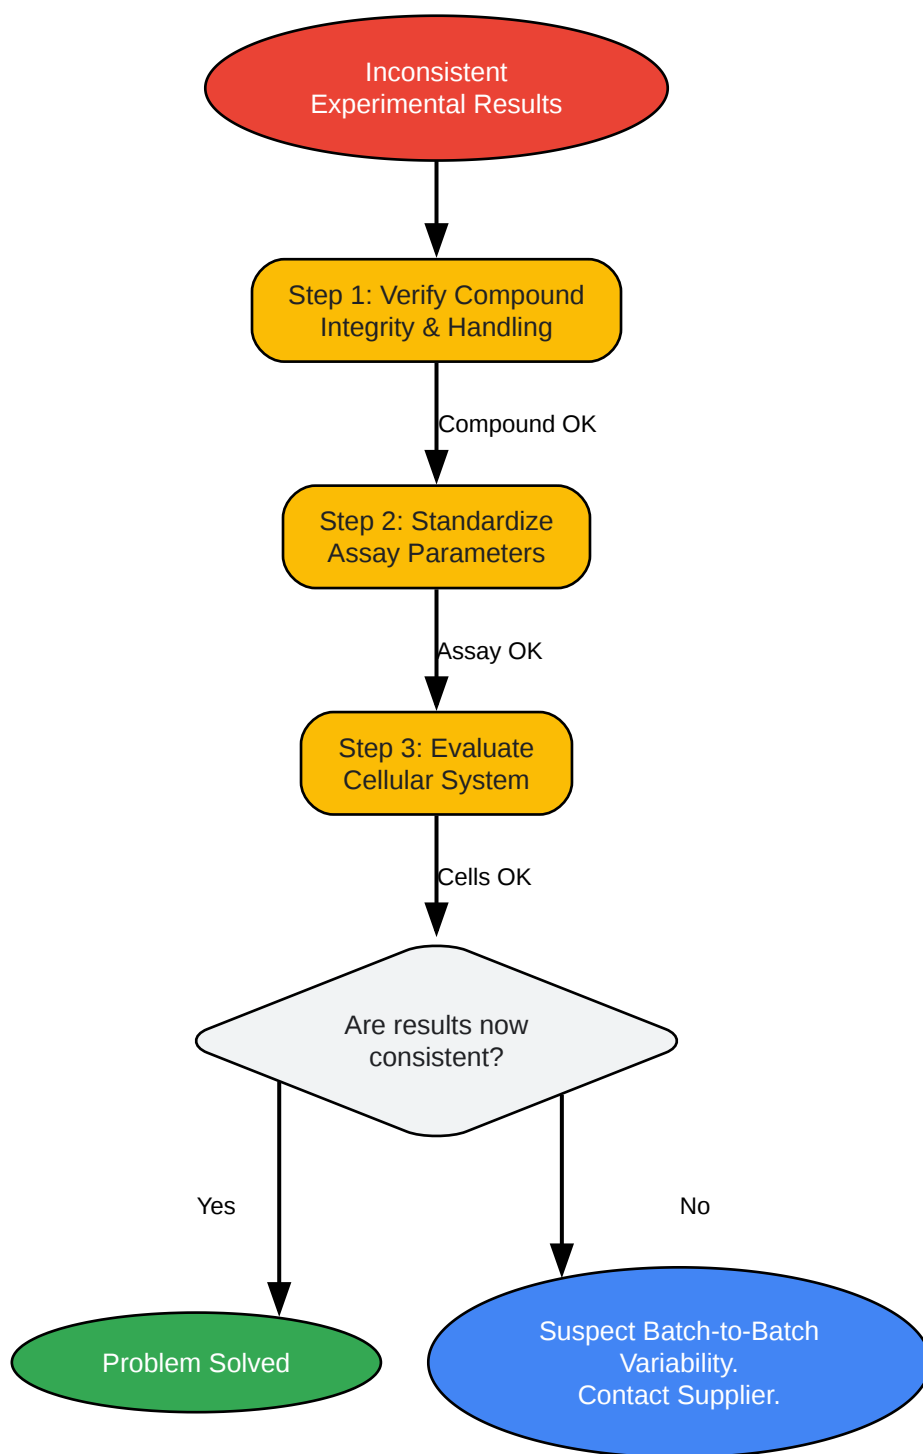 Inconsistent
Experimental Results
Step 1: Verify Compound
Integrity & Handling
Compound OK
Step 2: Standardize
Assay Parameters
Assay OK
Step 3: Evaluate
Cellular System
Cells OK
Are results now
consistent?
Yes
No
Problem Solved
Suspect Batch-to-Batch
Variability.
Contact Supplier.